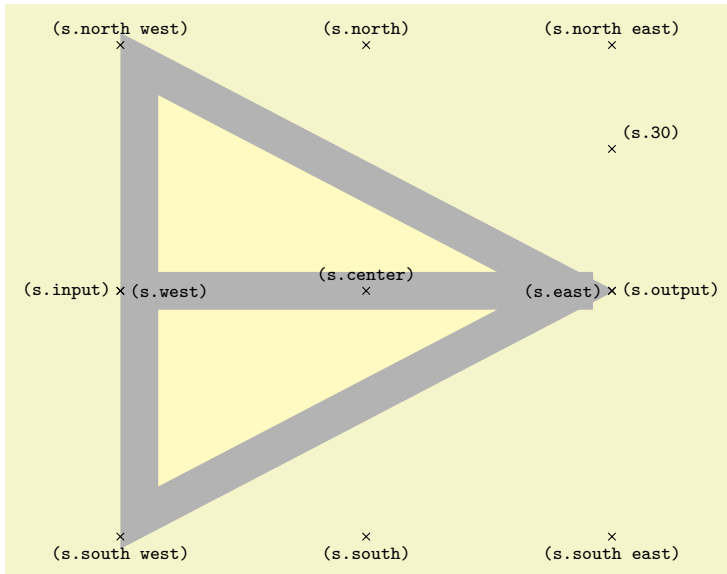 (s.north west) (s.north) (s.north east)
(s.30)
(s.center)
(s.input) (s.west) (s.east) (s.output)
(s.south west) (s.south) (s.south east)